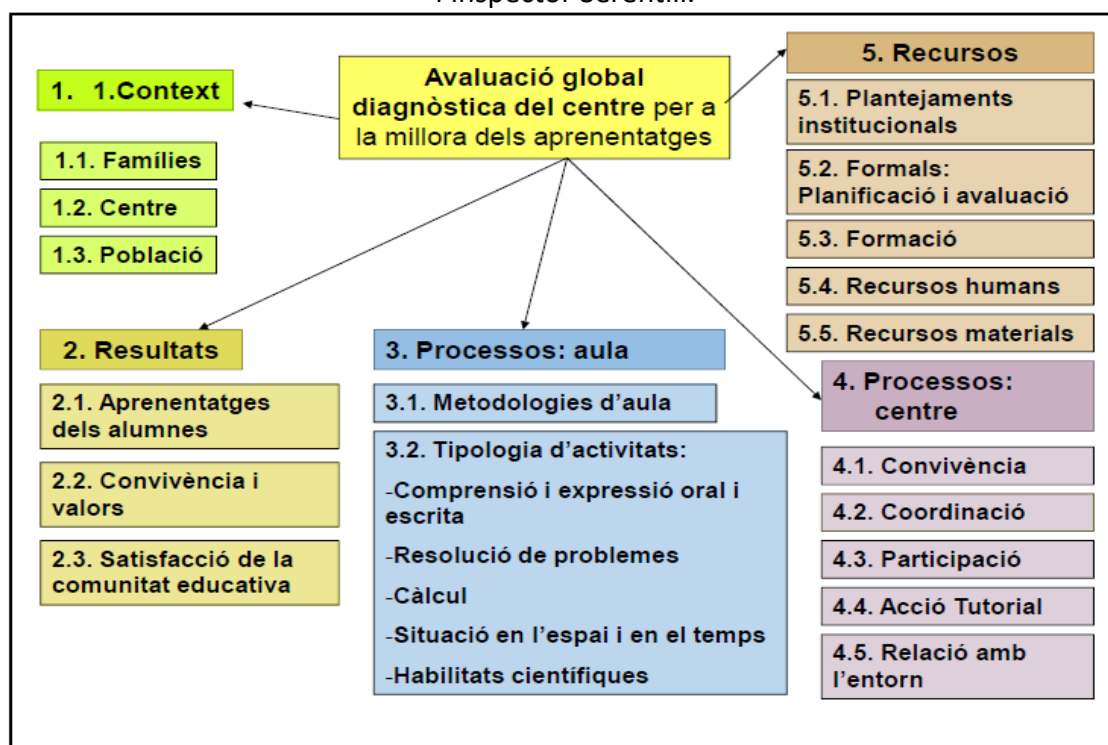 Avaluació global
diagnòstica del centre per a
la millora dels aprenentatges
1. 1.Context
1.1. Famílies
1.2. Centre
1.3. Població
2. Resultats
2.1. Aprenentatges
dels alumnes
2.2. Convivència i
valors
2.3. Satisfacció de la
comunitat educativa
3. Processos: aula
3.1. Metodologies d’aula
3.2. Tipologia d’activitats:
-Comprensió i expressió oral i
escrita
-Resolució de problemes
-Càlcul
-Situació en l’espai i en el temps
-Habilitats científiques
5. Recursos
5.1. Plantejaments
institucionals
5.2. Formals:
Planificació i avaluació
5.3. Formació
5.4. Recursos humans
5.5. Recursos materials
4. Processos:
centre
4.1. Convivència
4.2. Coordinació
4.3. Participació
4.4. Acció Tutorial
4.5. Relació amb
l’entorn